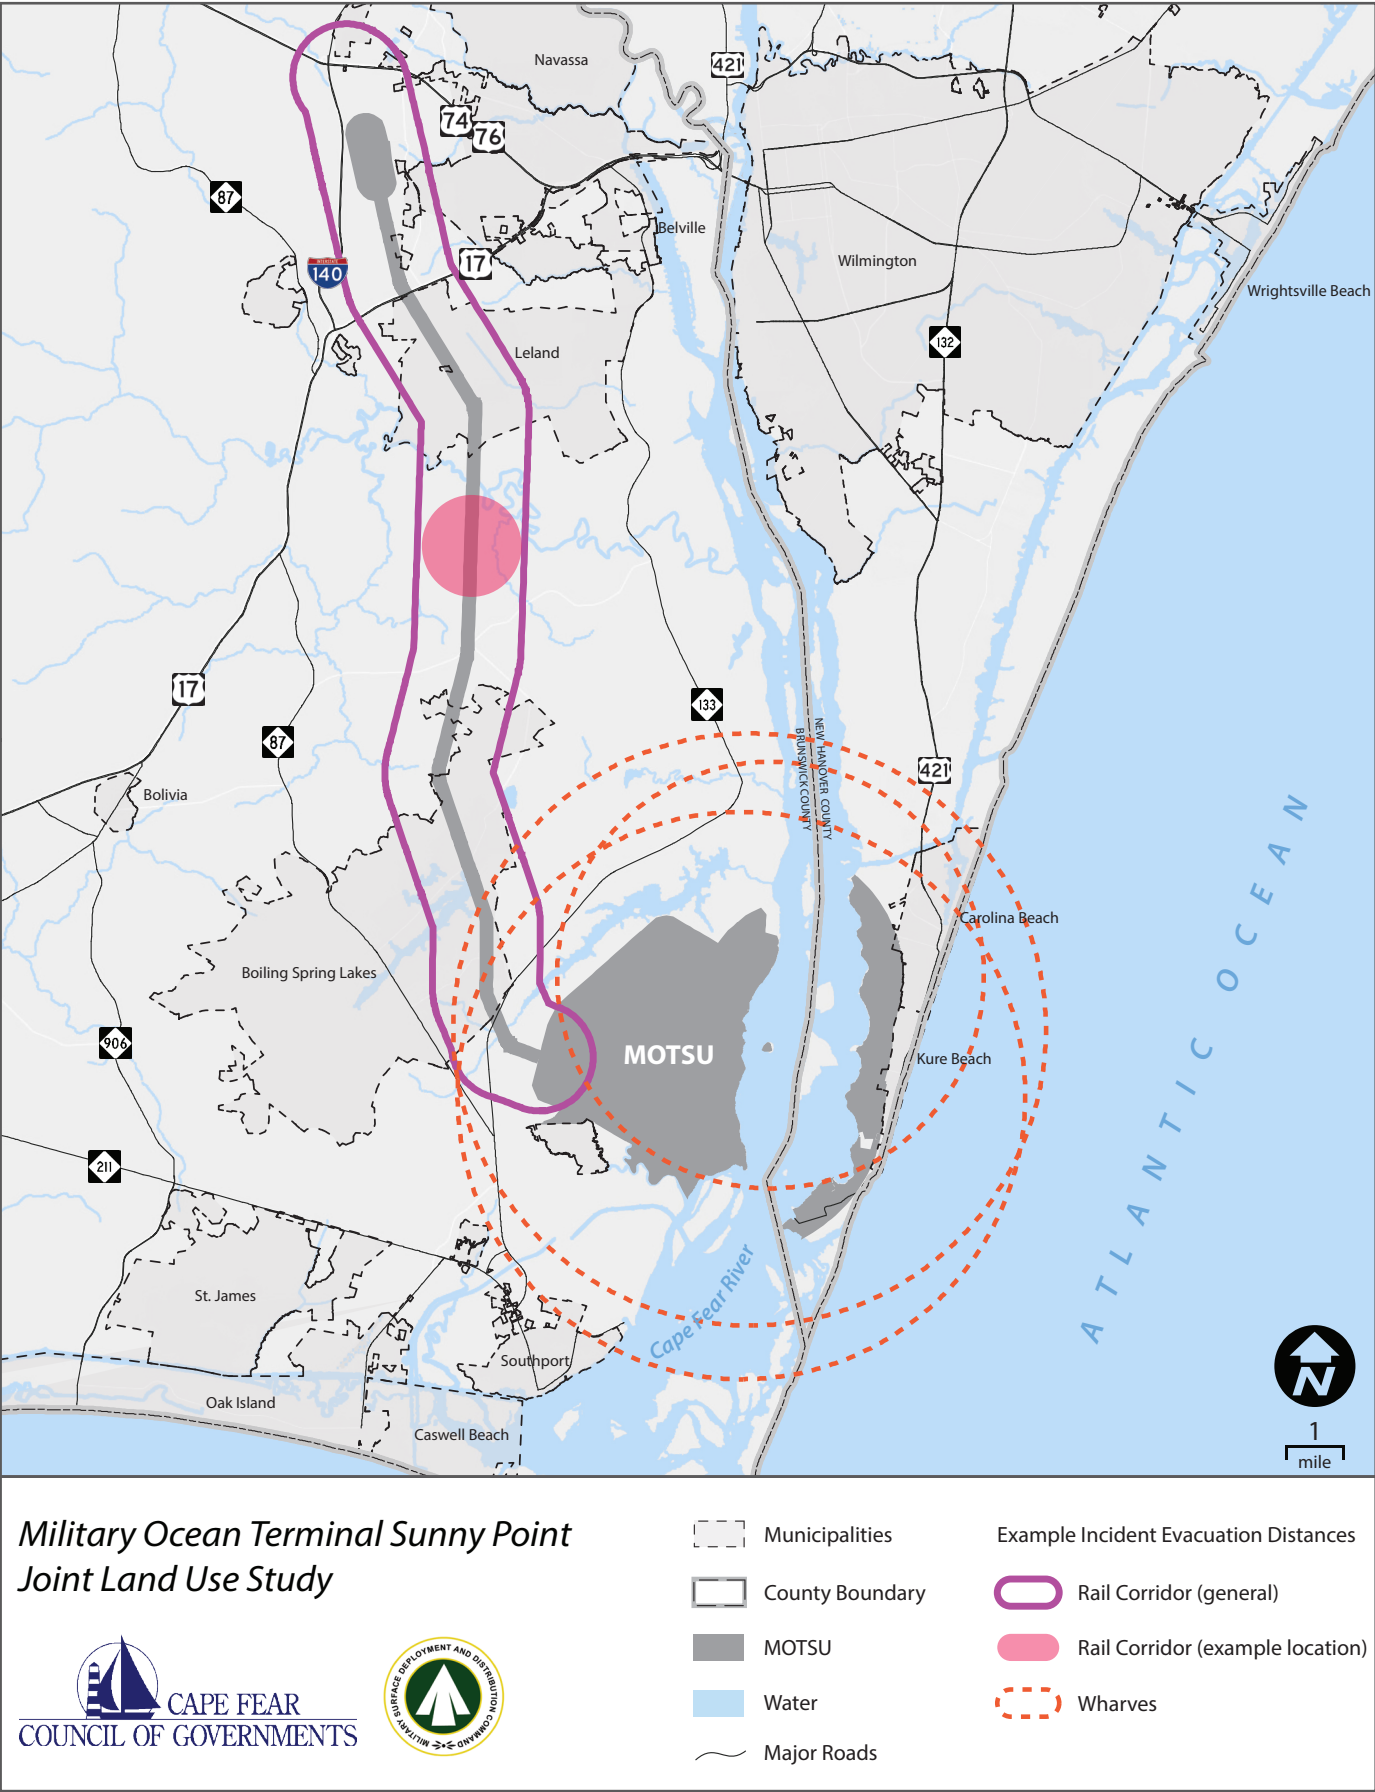 Navassa
421
74
76
87
Belville
17
Wilmington
INTERSTATE
140
Wrightsville Beach
132
Leland
17
133
87
NEW HANOVER COUNTY
BRUNSWICK COUNTY
421
Bolivia
Carolina Beach
Boiling Spring Lakes
906
MOTSU
Kure Beach
ATLANTIC OCEAN
211
St. James
Cape Fear River
Southport
Oak Island
Caswell Beach
N
1
mile
Military Ocean Terminal Sunny Point
Joint Land Use Study
CAPE FEAR
COUNCIL OF GOVERNMENTS
MILITARY SURFACE DEPLOYMENT AND DISTRIBUTION COMMAND
Municipalities
County Boundary
MOTSU
Water
Major Roads
Example Incident Evacuation Distances
Rail Corridor (general)
Rail Corridor (example location)
Wharves